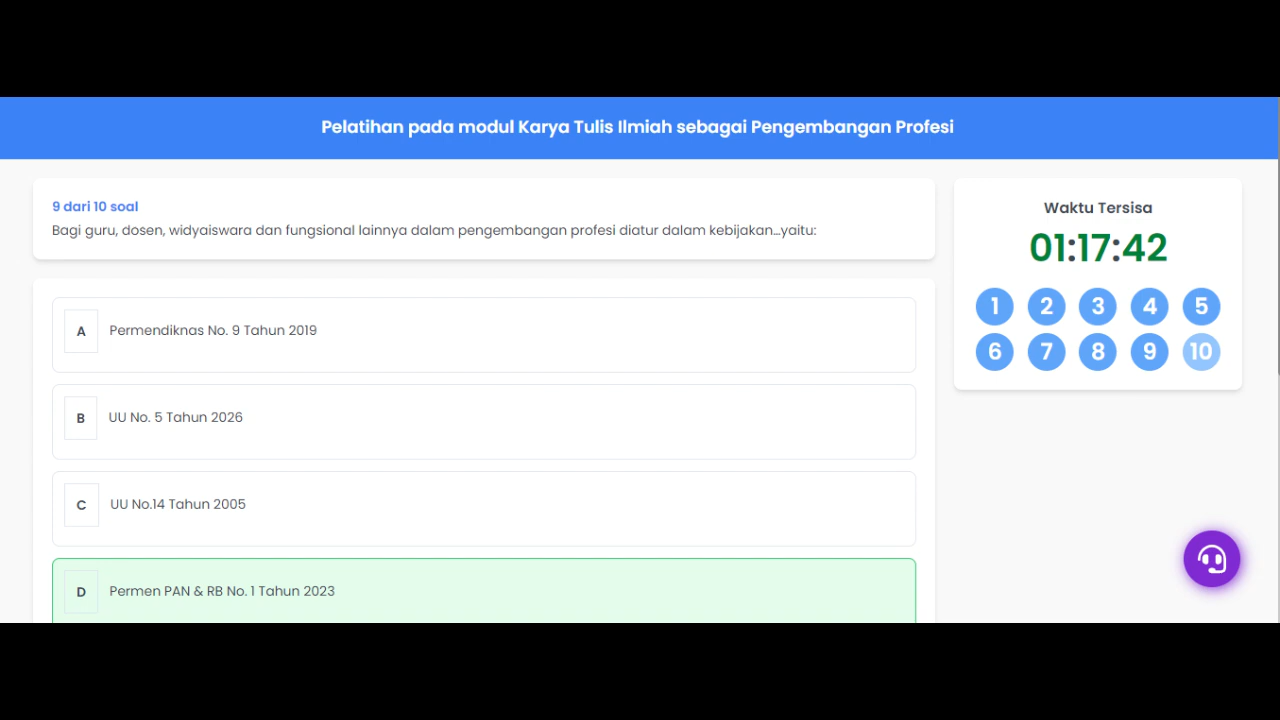 Pelatihan pada modul Karya Tulis Ilmiah sebagai Pengembangan Profesi
9 dari 10 soal
Bagi guru, dosen, widyaiswara dan fungsional lainnya dalam pengembangan profesi diatur dalam kebijakan...yaitu:
A Permendiknas No. 9 Tahun 2019
B UU No. 5 Tahun 2026
C UU No.14 Tahun 2005
D Permen PAN & RB No. 1 Tahun 2023
Waktu Tersisa
01:17:42
1 2 3 4 5
6 7 8 9 10